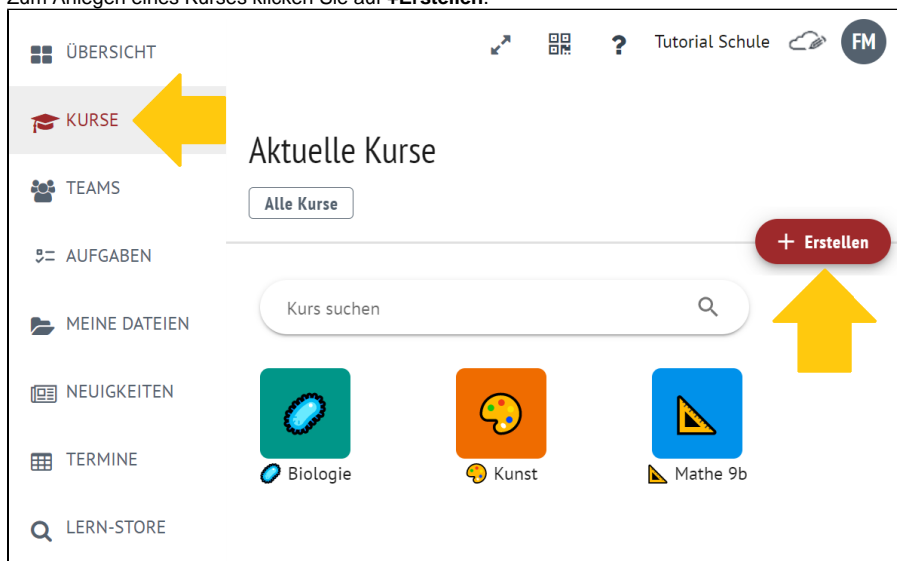 Zum Anlegen eines Kurses klicken Sie auf +Erstellen.
ÜBERSICHT
Tutorial Schule
FM
KURSE
Aktuelle Kurse
TEAMS
Alle Kurse
+ Erstellen
AUFGABEN
Kurs suchen
MEINE DATEIEN
NEUIGKEITEN
Biologie
Kunst
Mathe 9b
TERMINE
LERN-STORE